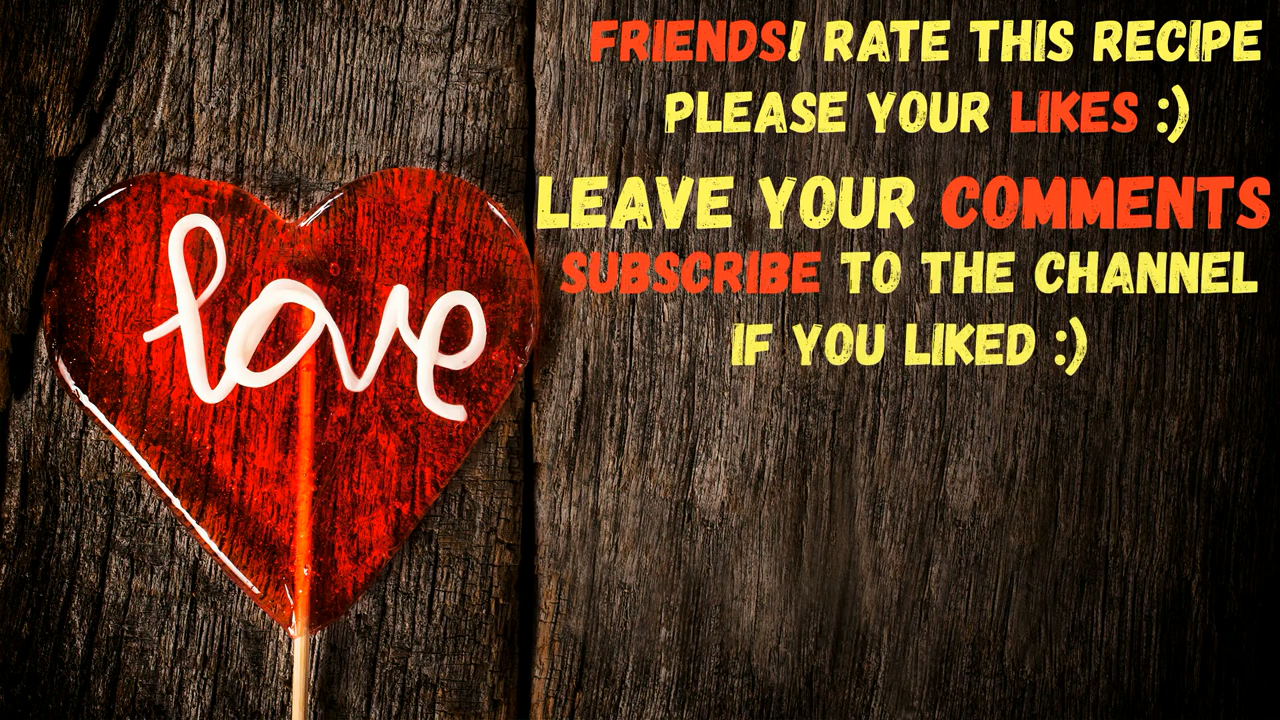 FRIENDS! RATE THIS RECIPE
PLEASE YOUR LIKES :)
LEAVE YOUR COMMENTS
SUBSCRIBE TO THE CHANNEL
IF YOU LIKED :)
love